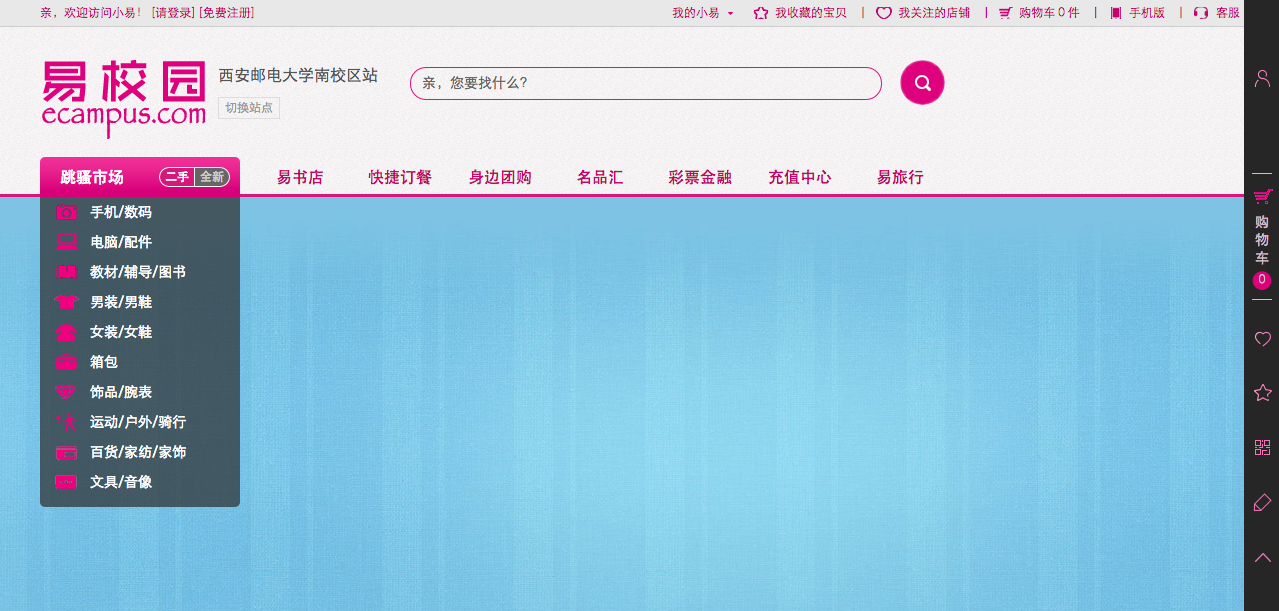 亲，欢迎访问小易！ [请登录] [免费注册]
我的小易 我收藏的宝贝 | 我关注的店铺 | 购物车 0 件 | 手机版 | 客服
易校园
ecampus.com
西安邮电大学南校区站
切换站点
亲，您要找什么?
跳骚市场 二手 全新 易书店 快捷订餐 身边团购 名品汇 彩票金融 充值中心 易旅行
手机/数码
电脑/配件
教材/辅导/图书
男装/男鞋
女装/女鞋
箱包
饰品/腕表
运动/户外/骑行
百货/家纺/家饰
文具/音像
购
物
车
0